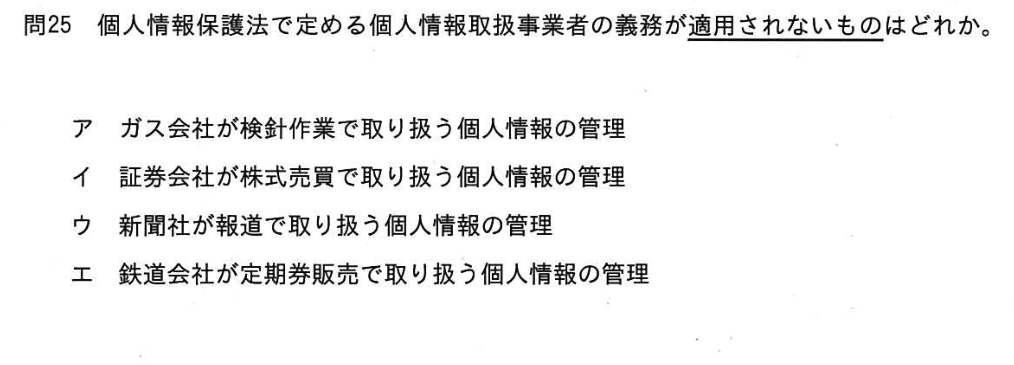 問25　個人情報保護法で定める個人情報取扱事業者の義務が適用されないものはどれか。
ア　ガス会社が検針作業で取り扱う個人情報の管理
イ　証券会社が株式売買で取り扱う個人情報の管理
ウ　新聞社が報道で取り扱う個人情報の管理
エ　鉄道会社が定期券販売で取り扱う個人情報の管理